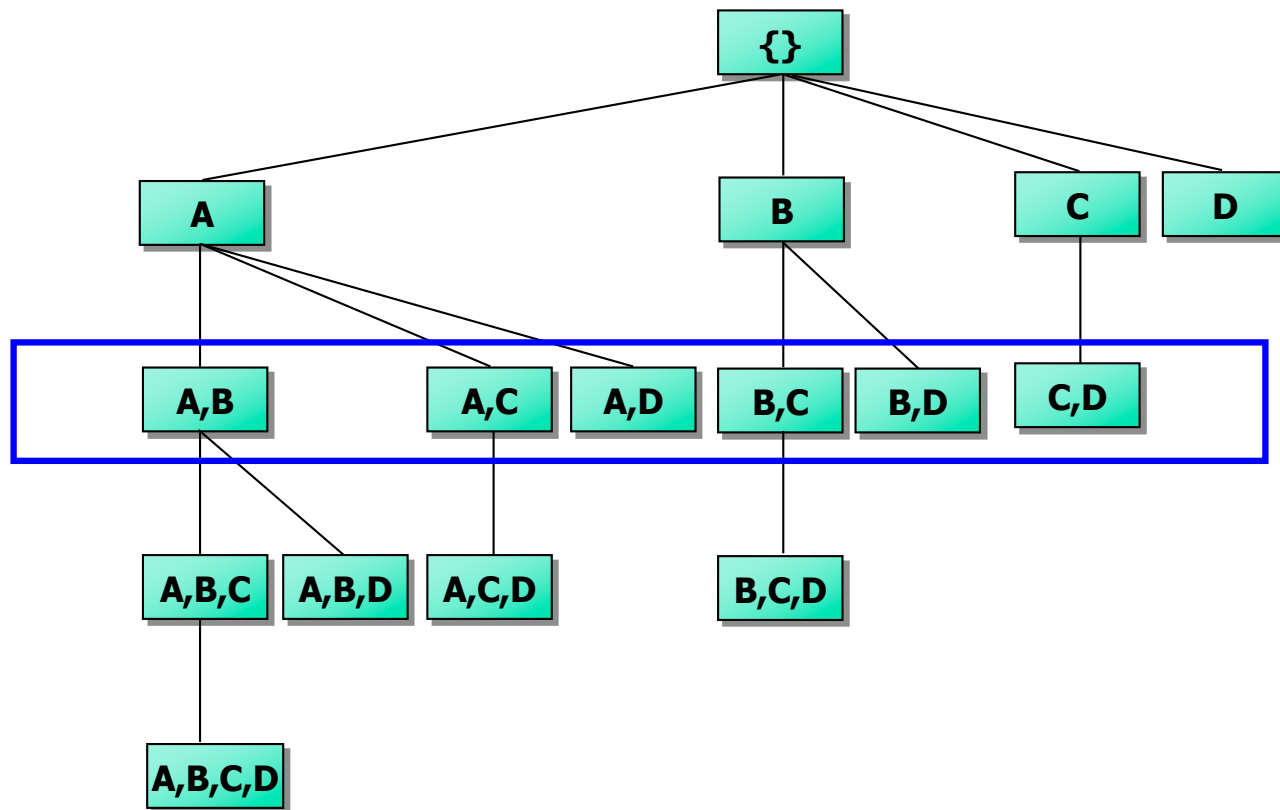 {}
A
B
C
D
A,B
A,C
A,D
B,C
B,D
C,D
A,B,C
A,B,D
A,C,D
B,C,D
A,B,C,D